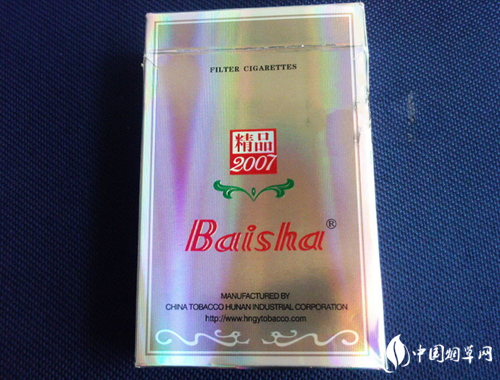 FILTER CIGARETTES
精品
2007
Baisha®
MANUFACTURED BY
CHINA TOBACCO HUNAN INDUSTRIAL CORPORATION
http://www.hngytobacco.com
中国烟草网